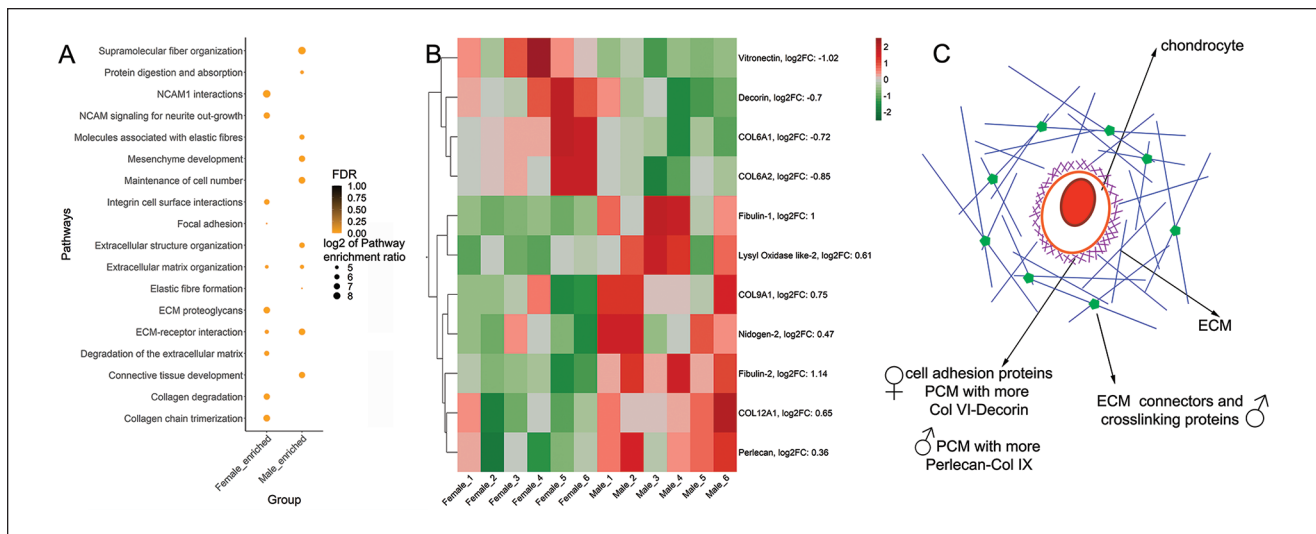 A
Supramolecular fiber organization
Protein digestion and absorption
NCAM1 interactions
NCAM signaling for neurite out-growth
Molecules associated with elastic fibres
Mesenchyme development
Maintenance of cell number
Integrin cell surface interactions
Focal adhesion
Extracellular structure organization
Extracellular matrix organization
Elastic fibre formation
ECM proteoglycans
ECM-receptor interaction
Degradation of the extracellular matrix
Connective tissue development
Collagen degradation
Collagen chain trimerization
Pathways
Female_enriched
Male_enriched
Group
FDR
1.00
0.75
0.50
0.25
0.00
log2 of Pathway
enrichment ratio
5
6
7
8
B
Vitronectin, log2FC: -1.02
Decorin, log2FC: -0.7
COL6A1, log2FC: -0.72
COL6A2, log2FC: -0.85
Fibulin-1, log2FC: 1
Lysyl Oxidase like-2, log2FC: 0.61
COL9A1, log2FC: 0.75
Nidogen-2, log2FC: 0.47
Fibulin-2, log2FC: 1.14
COL12A1, log2FC: 0.65
Perlecan, log2FC: 0.36
Female_1
Female_2
Female_3
Female_4
Female_5
Female_6
Male_1
Male_2
Male_3
Male_4
Male_5
Male_6
2
1
0
-1
-2
C
chondrocyte
ECM
♀ cell adhesion proteins
PCM with more
Col VI-Decorin
♂ PCM with more
Perlecan-Col IX
ECM connectors and
crosslinking proteins ♂